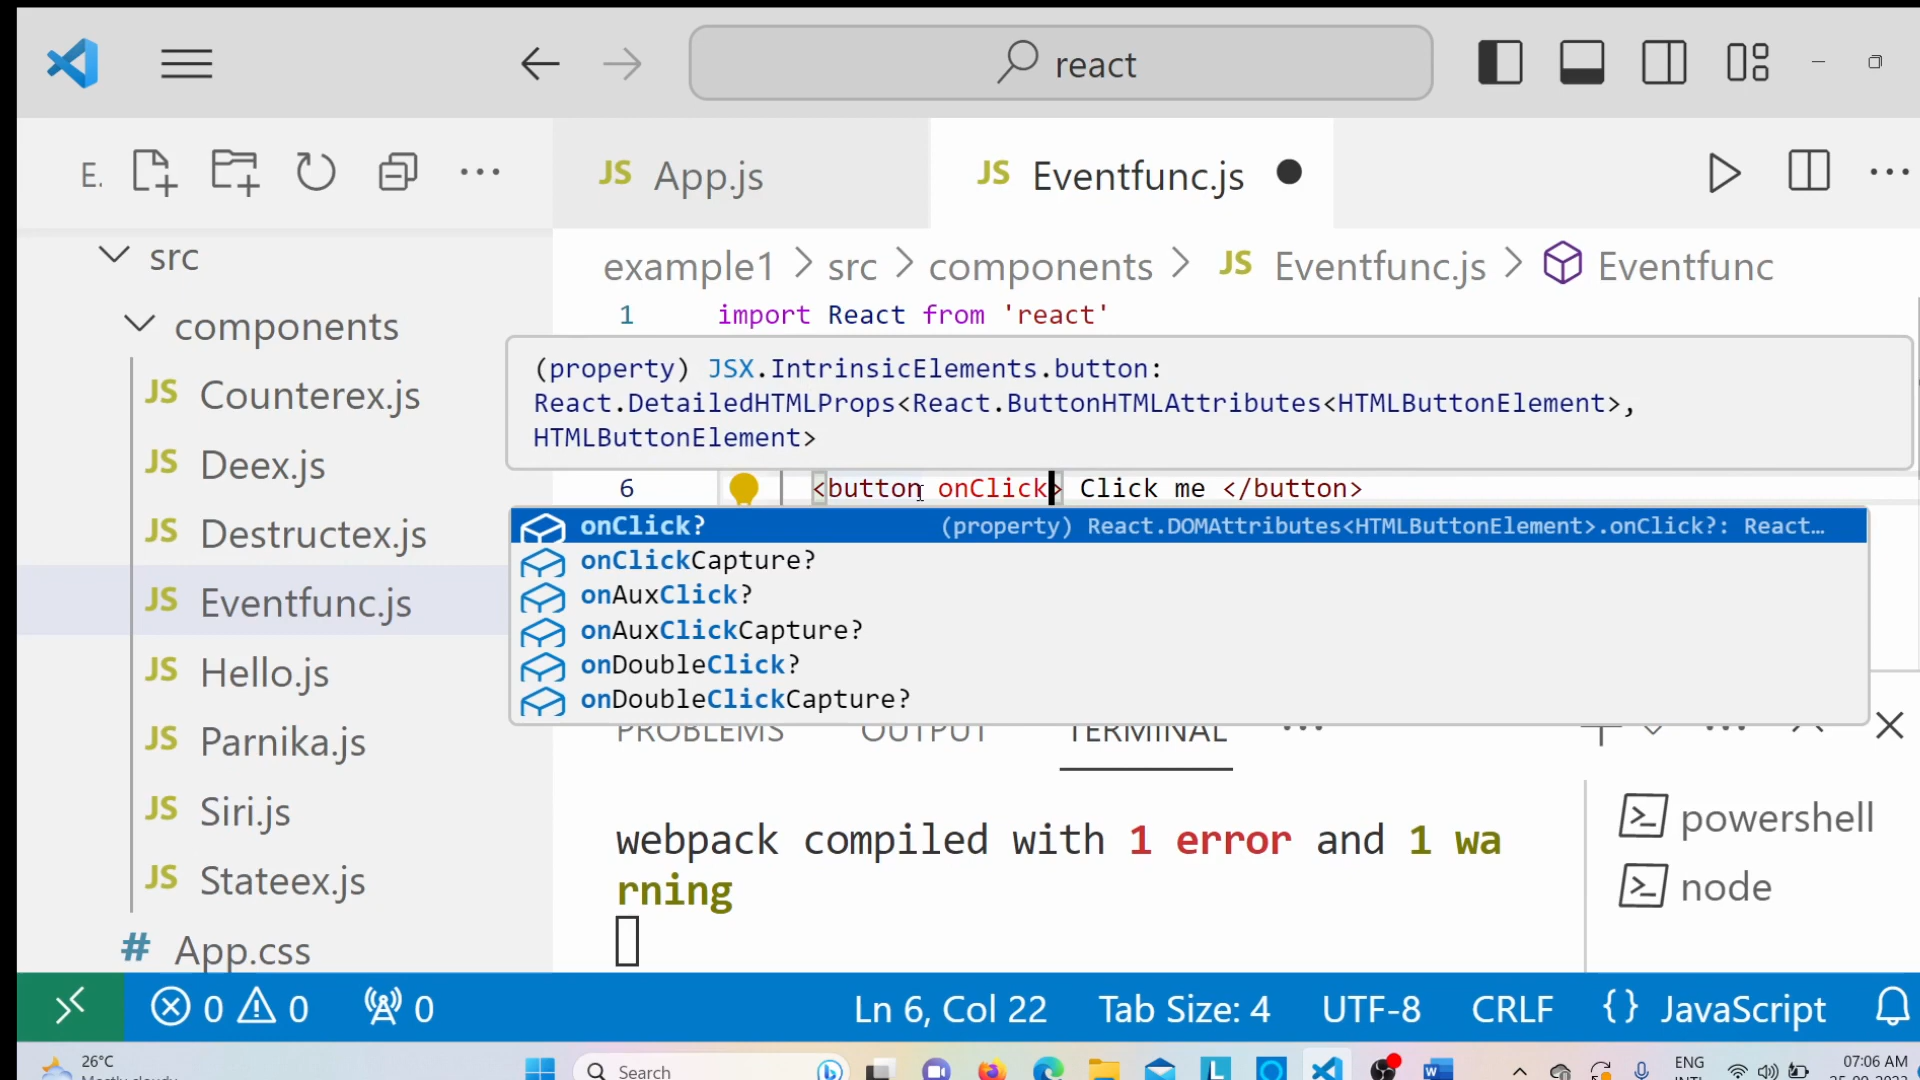 react
E.
JS App.js
JS Eventfunc.js
src
components
JS Counterex.js
JS Deex.js
JS Destructex.js
JS Eventfunc.js
JS Hello.js
JS Parnika.js
JS Siri.js
JS Stateex.js
# App.css
example1 > src > components > JS Eventfunc.js > Eventfunc
1 import React from 'react'
(property) JSX.IntrinsicElements.button:
React.DetailedHTMLProps<React.ButtonHTMLAttributes<HTMLButtonElement>,
HTMLButtonElement>
6 <button onClick> Click me </button>
onClick? (property) React.DOMAttributes<HTMLButtonElement>.onClick?: React…
onClickCapture?
onAuxClick?
onAuxClickCapture?
onDoubleClick?
onDoubleClickCapture?
PROBLEMS OUTPUT TERMINAL
webpack compiled with 1 error and 1 wa
rning
powershell
node
0 0 0 Ln 6, Col 22 Tab Size: 4 UTF-8 CRLF {} JavaScript
26°C
Mostly cloudy
Search
ENG
07:06 AM